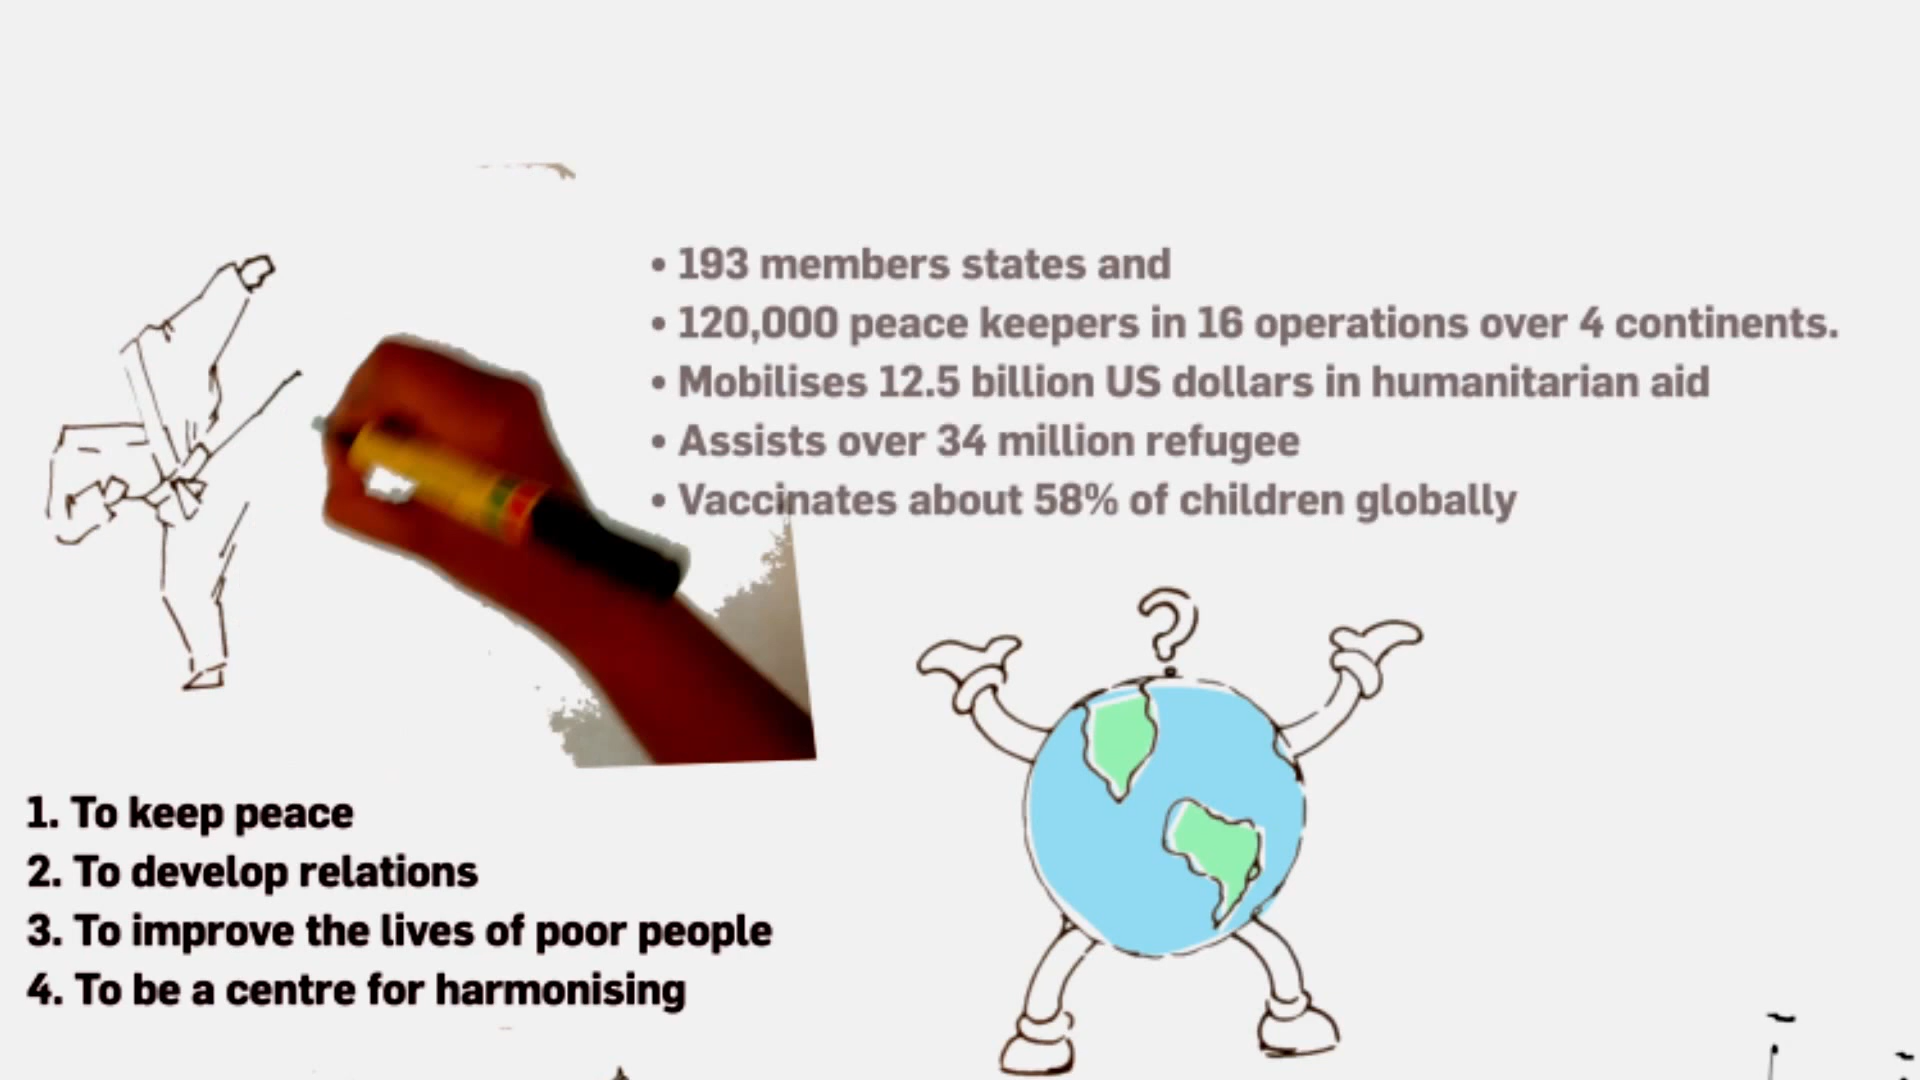 • 193 members states and
• 120,000 peace keepers in 16 operations over 4 continents.
• Mobilises 12.5 billion US dollars in humanitarian aid
• Assists over 34 million refugee
• Vaccinates about 58% of children globally
?
1. To keep peace
2. To develop relations
3. To improve the lives of poor people
4. To be a centre for harmonising